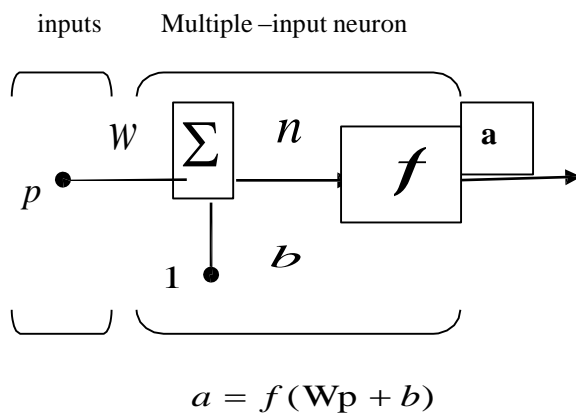 inputs Multiple –input neuron
W Σ n f a
p
1 b
a = f (Wp + b)